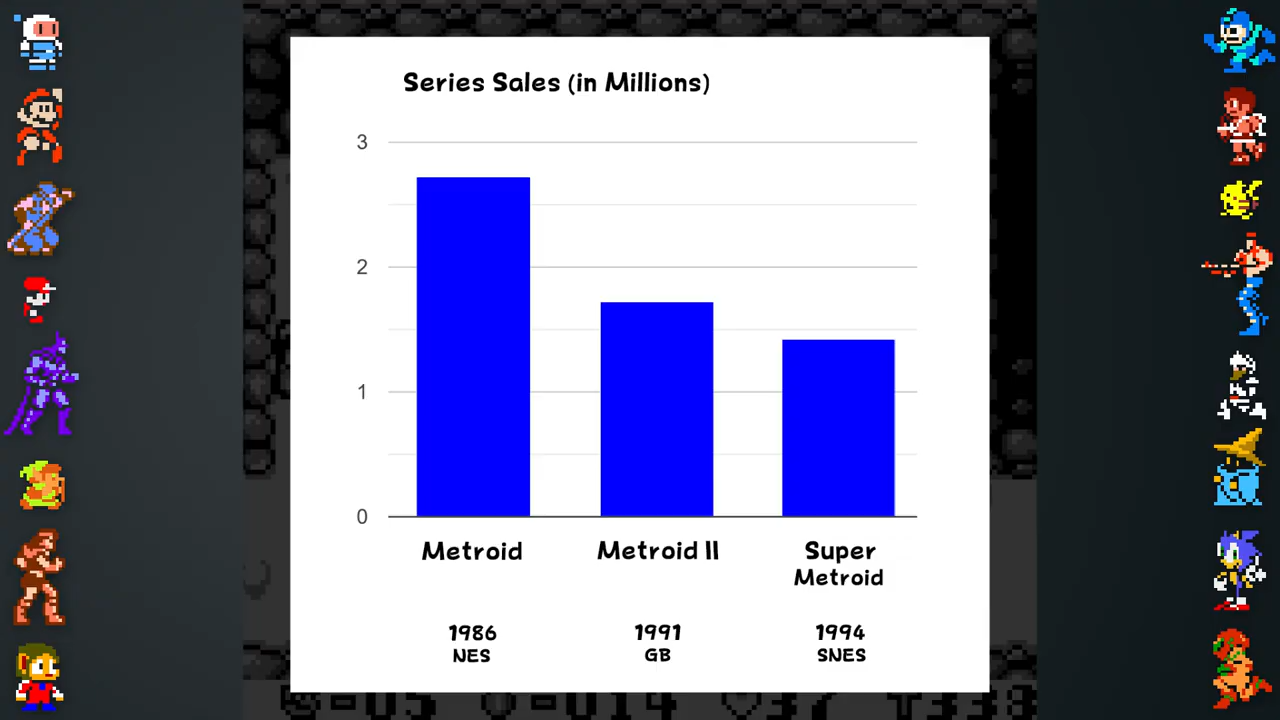 Series Sales (in Millions)
3
2
1
0
Metroid Metroid II Super
Metroid
1986 1991 1994
NES GB SNES